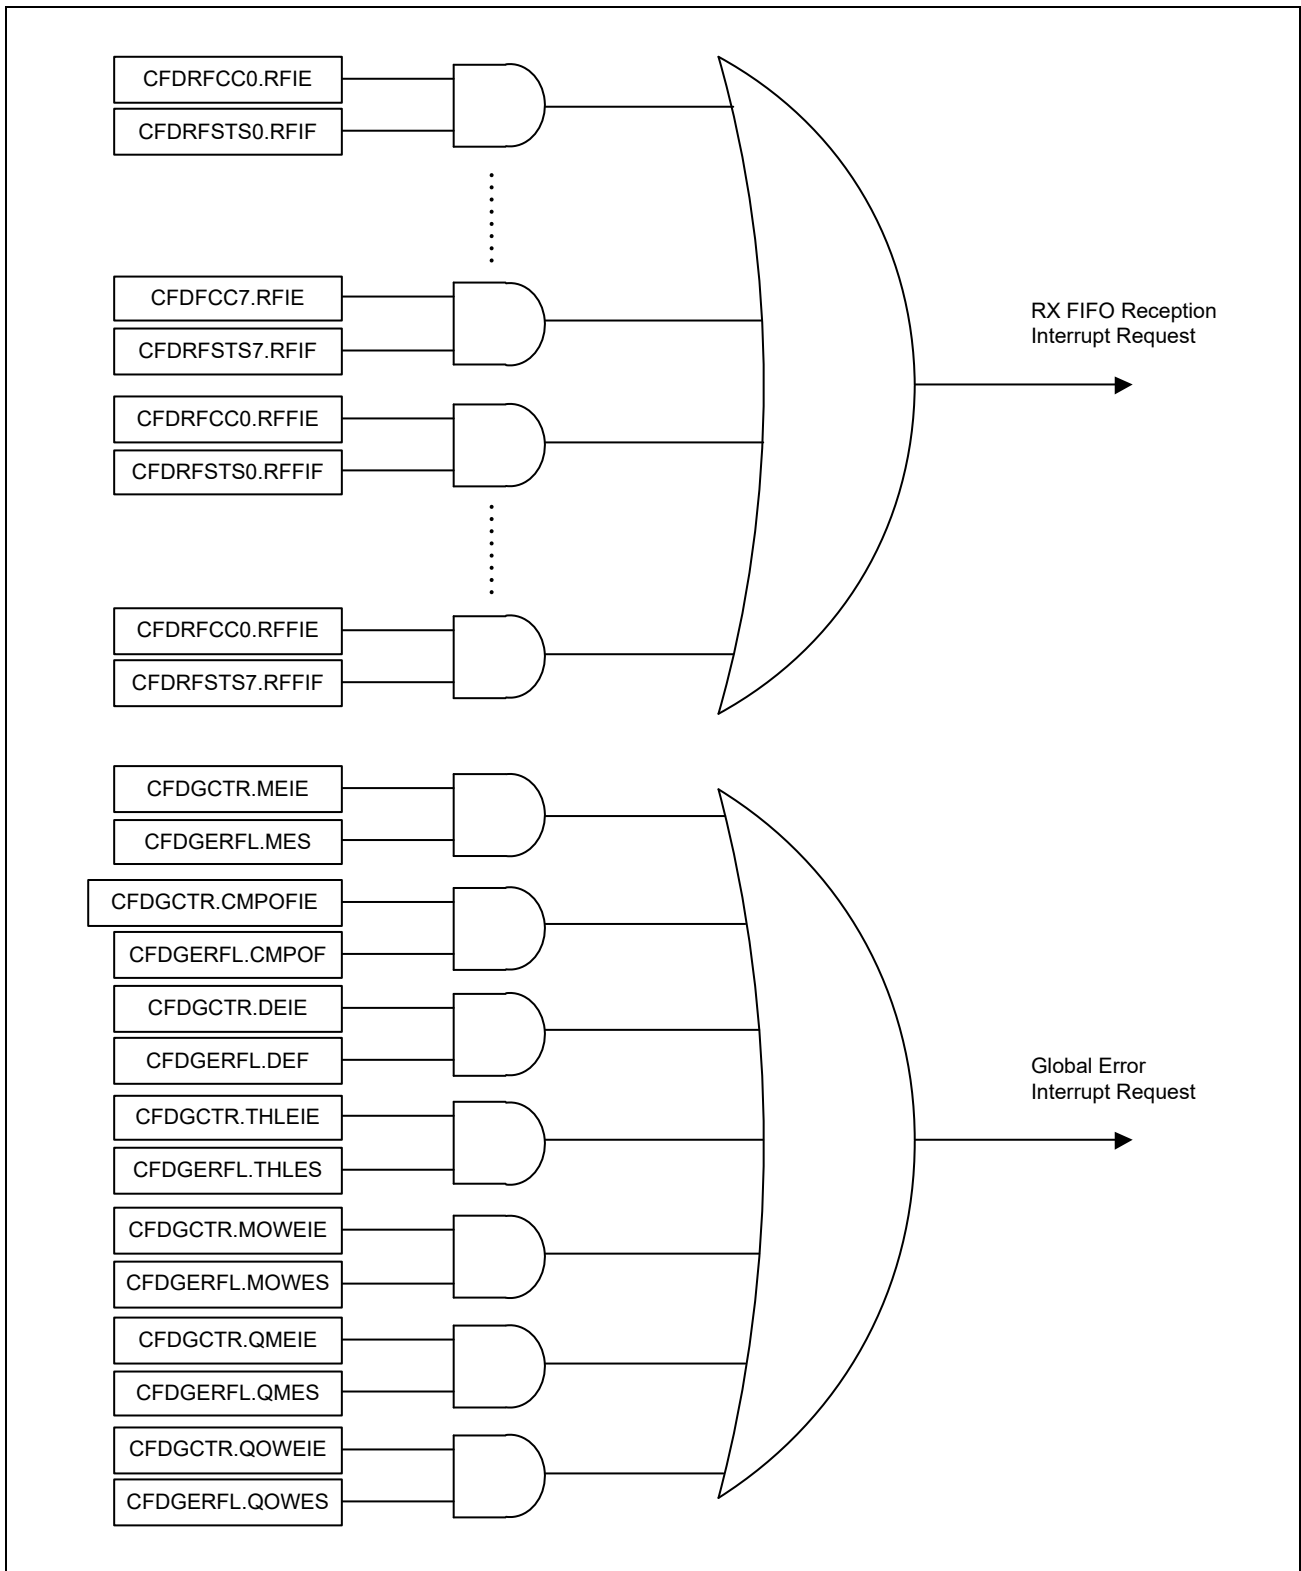 CFDRFCC0.RFIE
CFDRFSTS0.RFIF
CFDFCC7.RFIE
CFDRFSTS7.RFIF
RX FIFO Reception
Interrupt Request
CFDRFCC0.RFFIE
CFDRFSTS0.RFFIF
CFDRFCC0.RFFIE
CFDRFSTS7.RFFIF
CFDGCTR.MEIE
CFDGERFL.MES
CFDGCTR.CMPOFIE
CFDGERFL.CMPOF
CFDGCTR.DEIE
CFDGERFL.DEF
Global Error
Interrupt Request
CFDGCTR.THLEIE
CFDGERFL.THLES
CFDGCTR.MOWEIE
CFDGERFL.MOWES
CFDGCTR.QMEIE
CFDGERFL.QMES
CFDGCTR.QOWEIE
CFDGERFL.QOWES